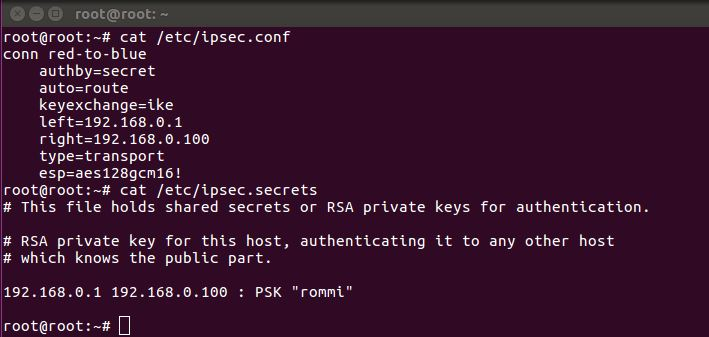 root@root: ~
root@root:~# cat /etc/ipsec.conf
conn red-to-blue
    authby=secret
    auto=route
    keyexchange=ike
    left=192.168.0.1
    right=192.168.0.100
    type=transport
    esp=aes128gcm16!
root@root:~# cat /etc/ipsec.secrets
# This file holds shared secrets or RSA private keys for authentication.

# RSA private key for this host, authenticating it to any other host
# which knows the public part.

192.168.0.1 192.168.0.100 : PSK "rommi"

root@root:~#